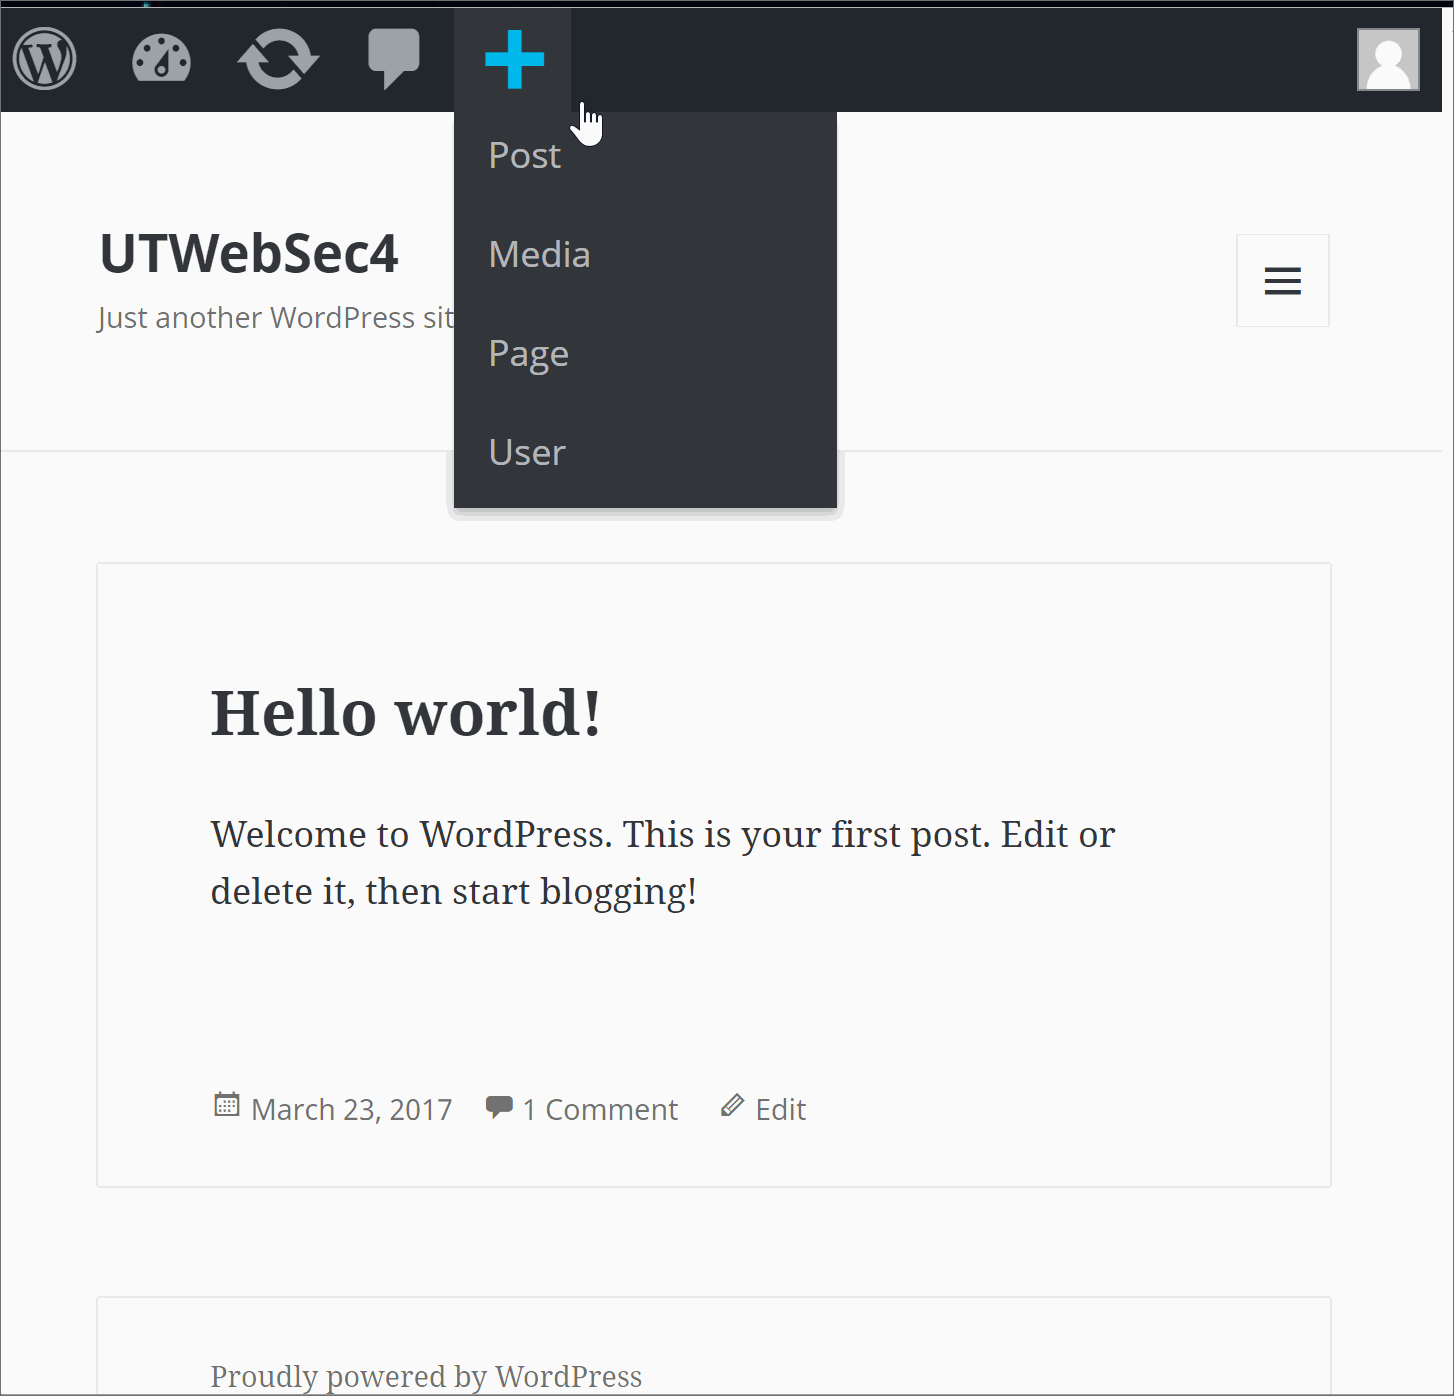 Post
Media
Page
User
UTWebSec4
Just another WordPress sit
Hello world!
Welcome to WordPress. This is your first post. Edit or
delete it, then start blogging!
March 23, 2017 1 Comment Edit
Proudly powered by WordPress